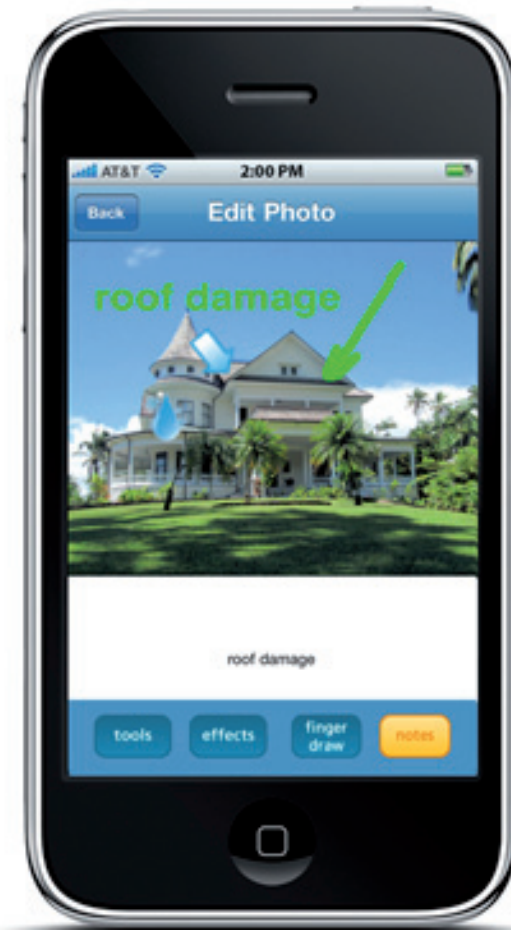 AT&T 2:00 PM
Back Edit Photo
roof damage
roof damage
tools effects finger draw notes